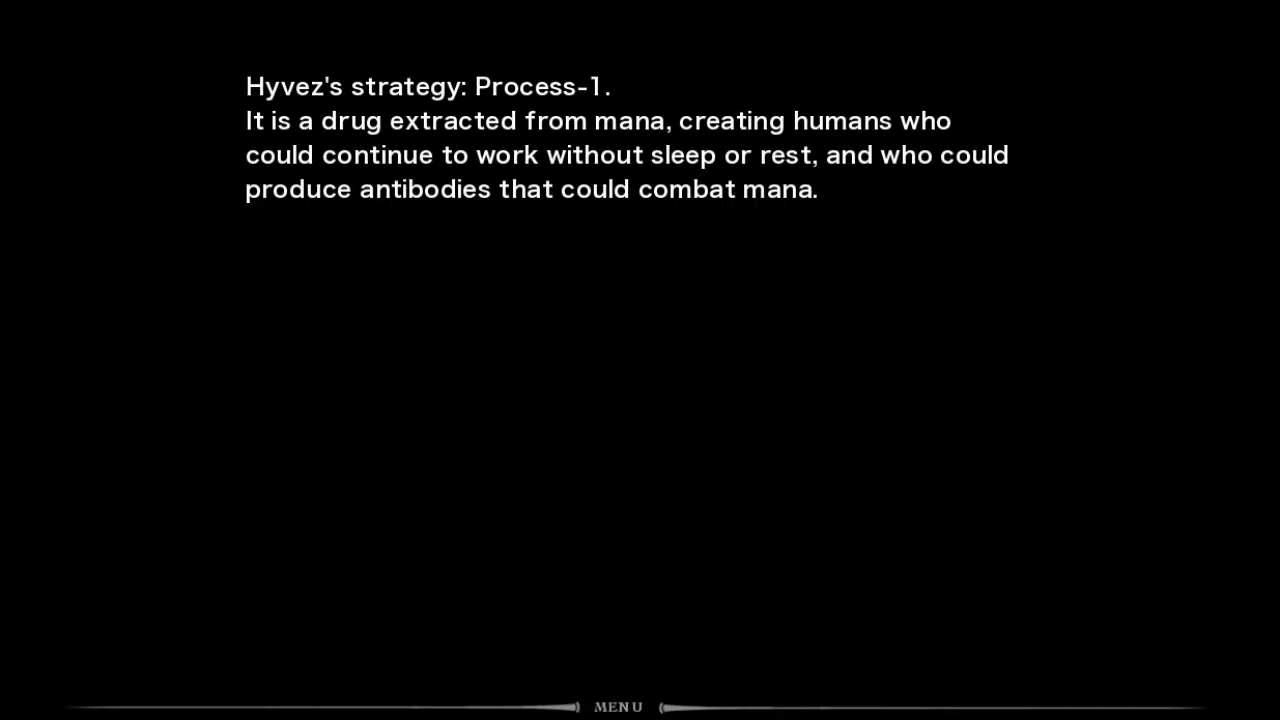 Hyvez's strategy: Process-1.
It is a drug extracted from mana, creating humans who
could continue to work without sleep or rest, and who could
produce antibodies that could combat mana.
MENU